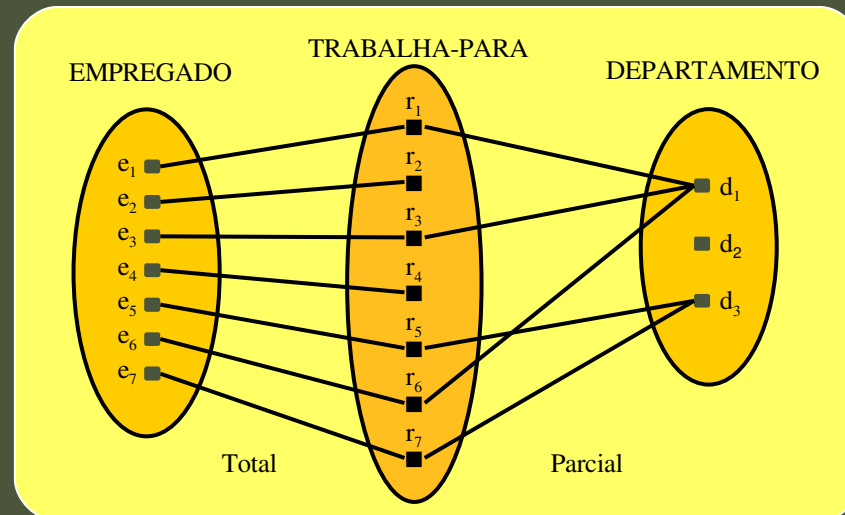 TRABALHA-PARA
EMPREGADO
DEPARTAMENTO
r1
r2
r3
r4
r5
r6
r7
e1
e2
e3
e4
e5
e6
e7
d1
d2
d3
Total
Parcial